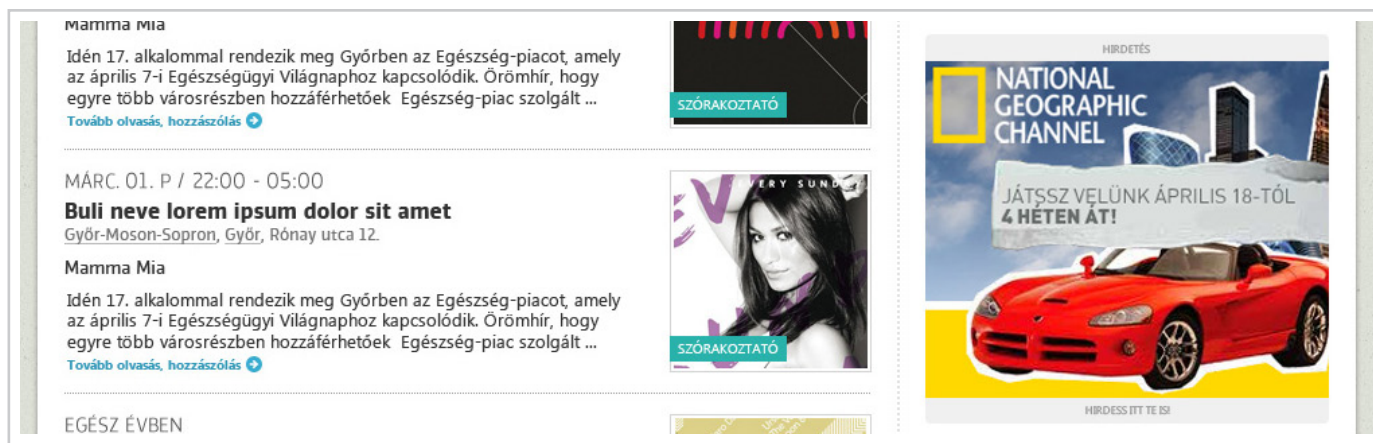 Mamma Mia
Idén 17. alkalommal rendezik meg Győrben az Egészség-piacot, amely
az április 7-i Egészségügyi Világnaphoz kapcsolódik. Örömhír, hogy
egyre több városrészben hozzáférhetőek Egészség-piac szolgált ...
Tovább olvasás, hozzászólás
SZÓRAKOZTATÓ
MÁRC. 01. P / 22:00 - 05:00
Buli neve lorem ipsum dolor sit amet
Győr-Moson-Sopron, Győr, Rónay utca 12.
Mamma Mia
Idén 17. alkalommal rendezik meg Győrben az Egészség-piacot, amely
az április 7-i Egészségügyi Világnaphoz kapcsolódik. Örömhír, hogy
egyre több városrészben hozzáférhetőek Egészség-piac szolgált ...
Tovább olvasás, hozzászólás
EVERY SUNDAY
SZÓRAKOZTATÓ
EGÉSZ ÉVBEN
HIRDETÉS
NATIONAL
GEOGRAPHIC
CHANNEL
JÁTSSZ VELÜNK ÁPRILIS 18-TÓL
4 HÉTEN ÁT!
HIRDESS ITT TE IS!